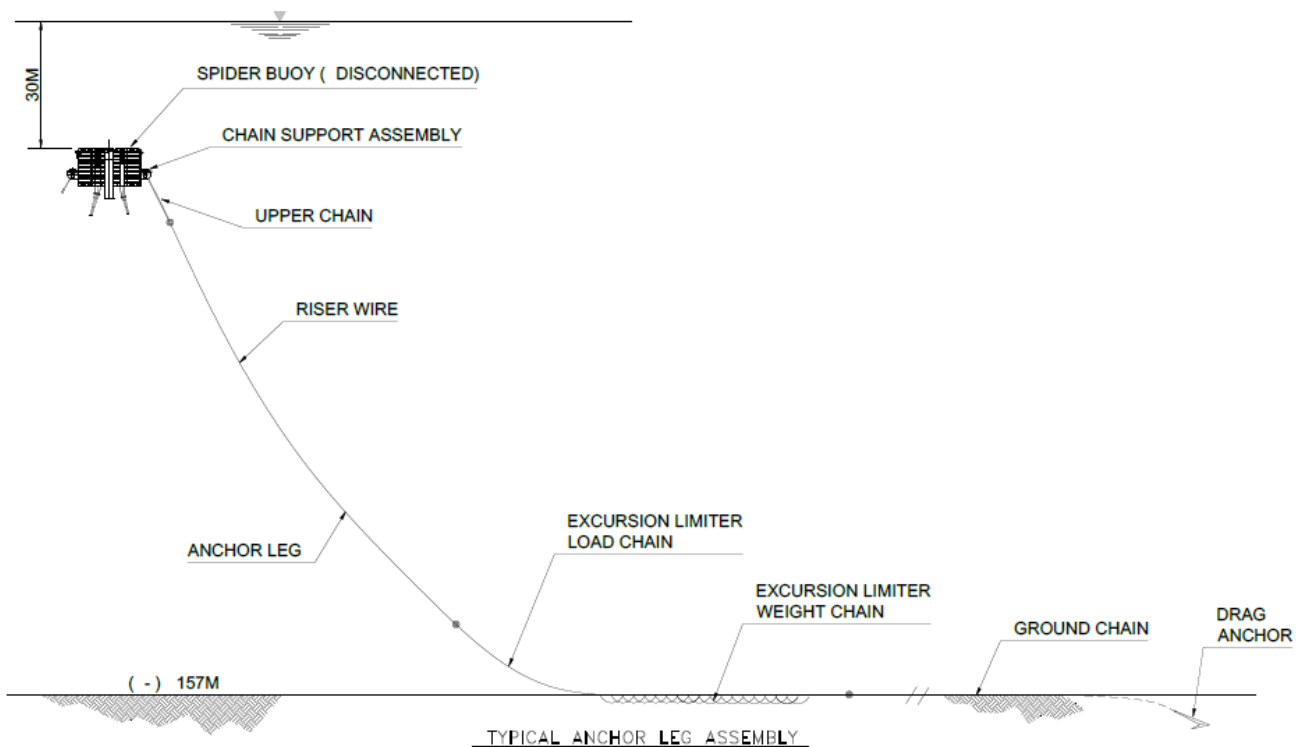 30M
SPIDER BUOY ( DISCONNECTED)
CHAIN SUPPORT ASSEMBLY
UPPER CHAIN
RISER WIRE
ANCHOR LEG
EXCURSION LIMITER
LOAD CHAIN
EXCURSION LIMITER
WEIGHT CHAIN
GROUND CHAIN
DRAG
ANCHOR
( - ) 157M
TYPICAL ANCHOR LEG ASSEMBLY